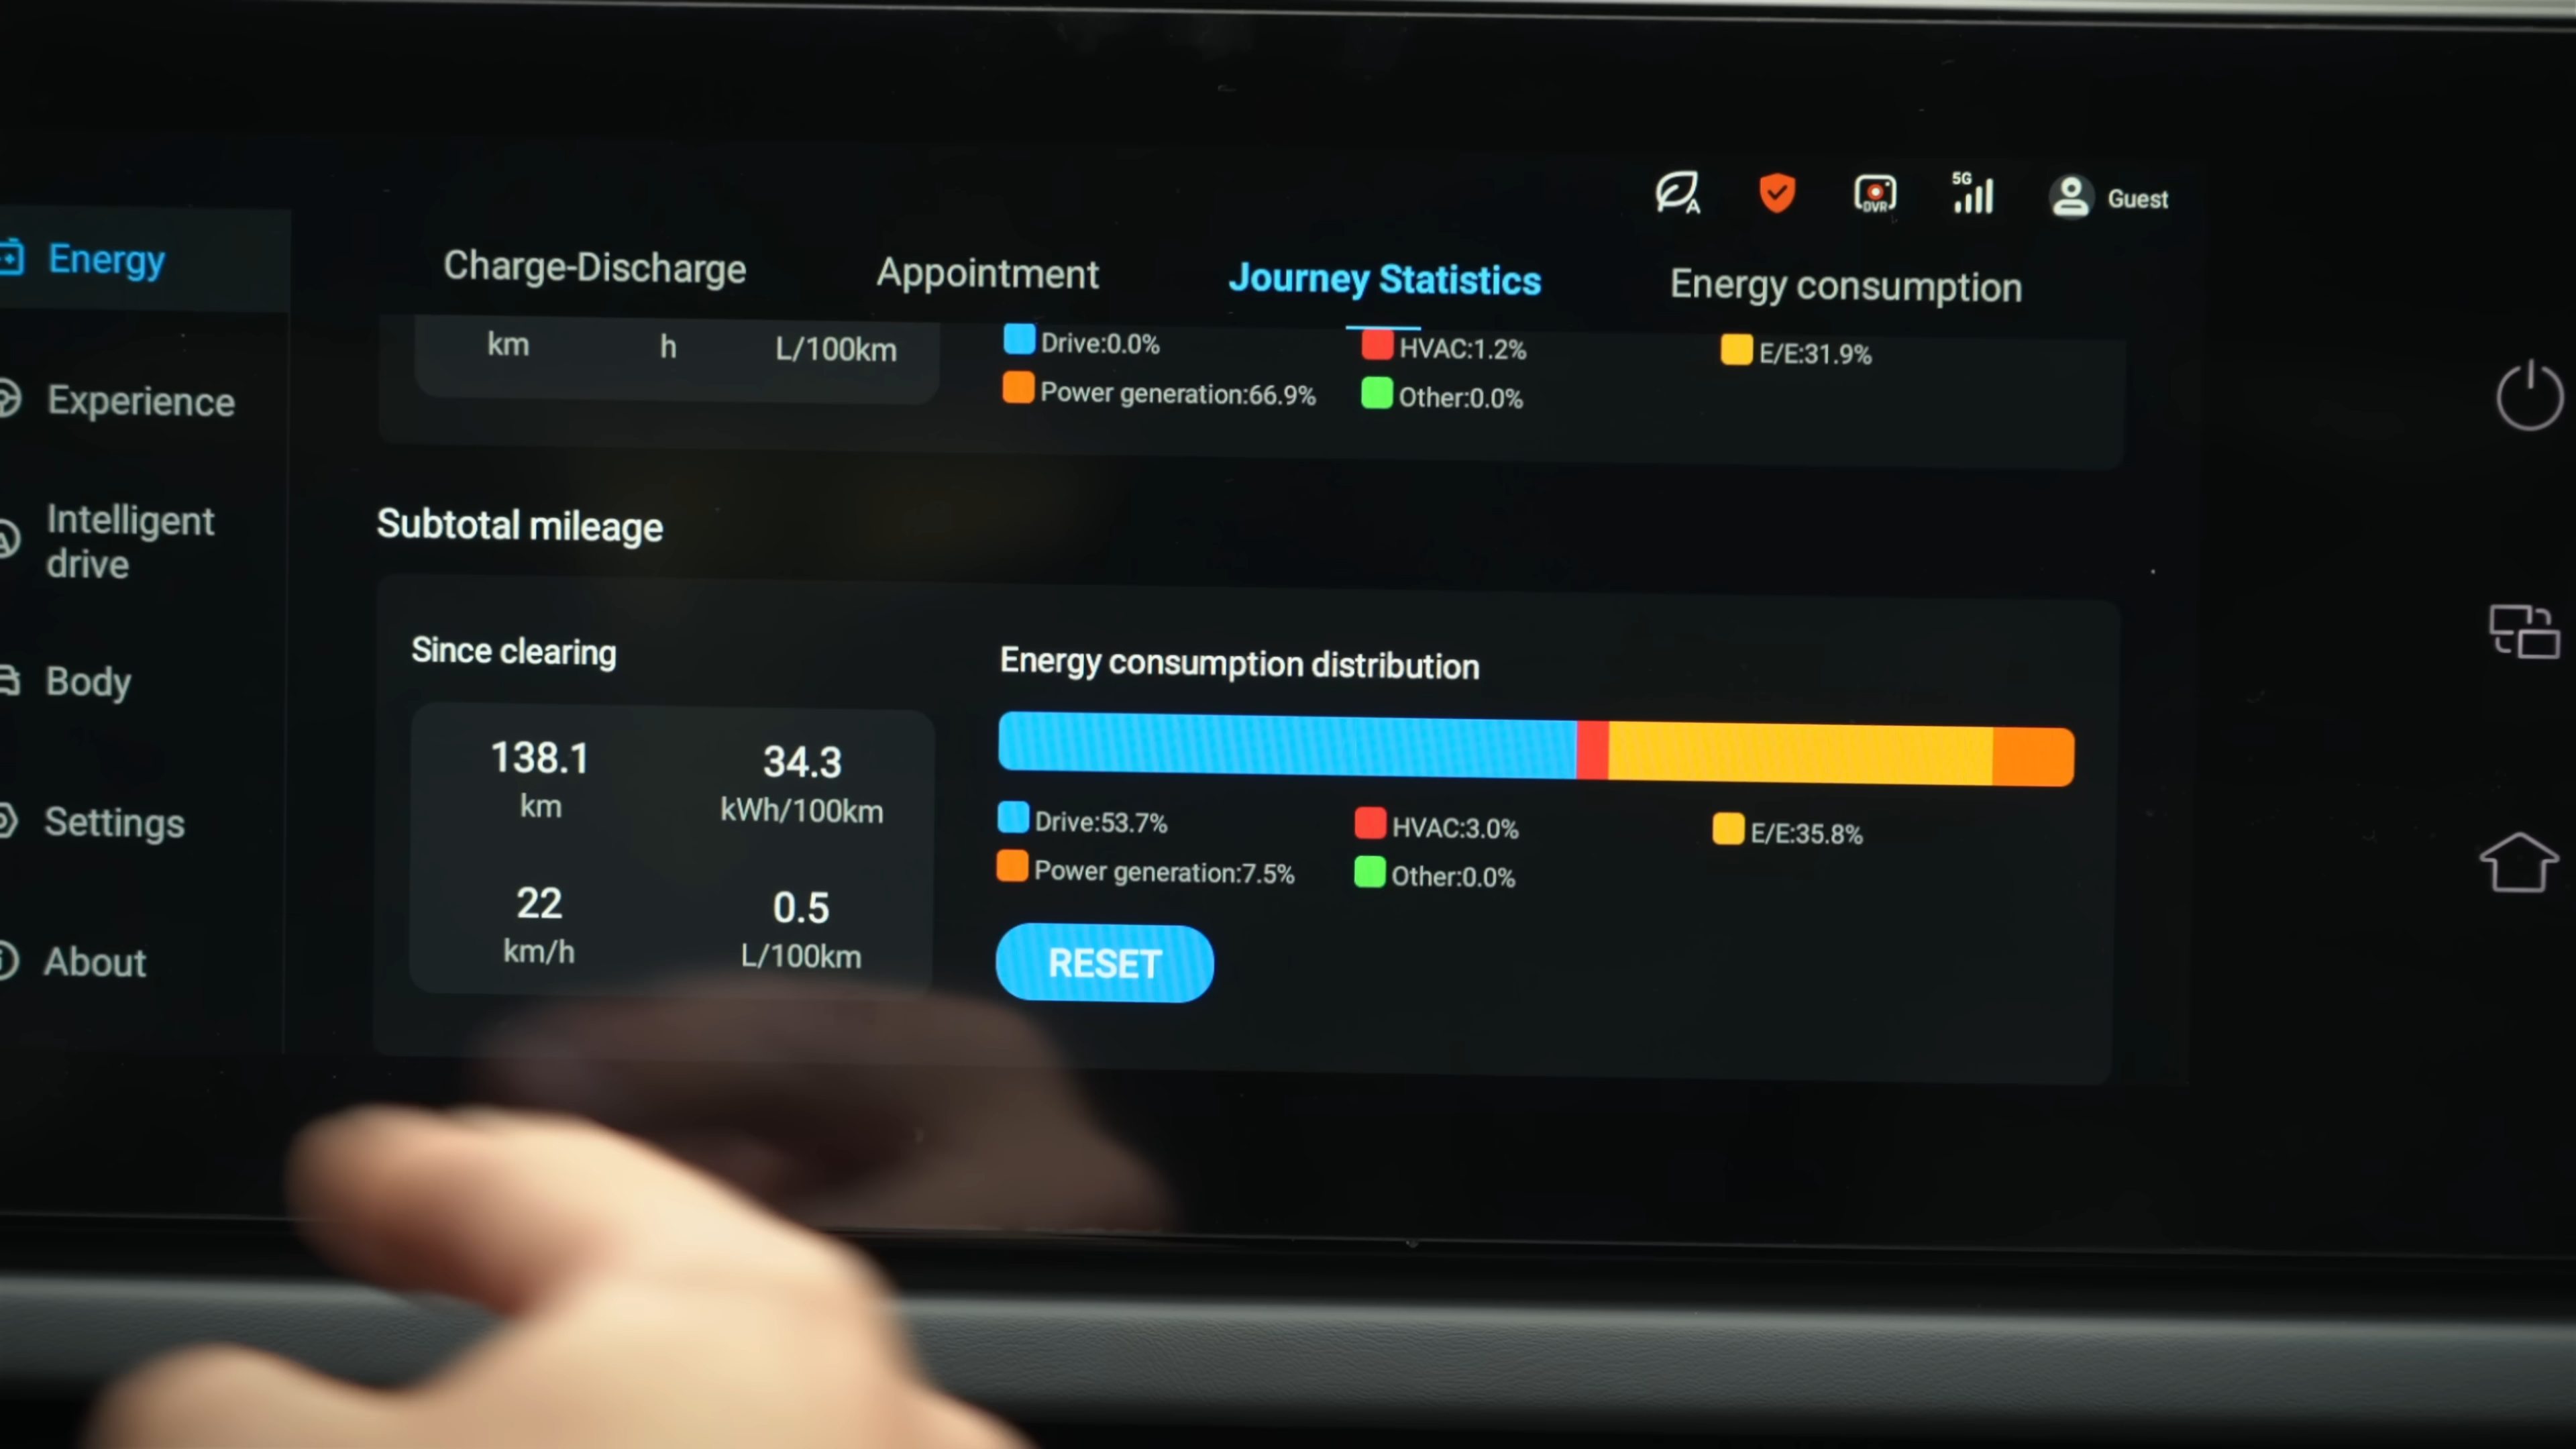 5G
DVR
A
Guest
Energy
Charge-Discharge
Appointment
Journey Statistics
Energy consumption
km
h
L/100km
Drive:0.0%
HVAC:1.2%
E/E:31.9%
Power generation:66.9%
Other:0.0%
Experience
Intelligent
drive
Body
Settings
About
Subtotal mileage
Since clearing
138.1
km
34.3
kWh/100km
22
km/h
0.5
L/100km
Energy consumption distribution
Drive:53.7%
HVAC:3.0%
E/E:35.8%
Power generation:7.5%
Other:0.0%
RESET